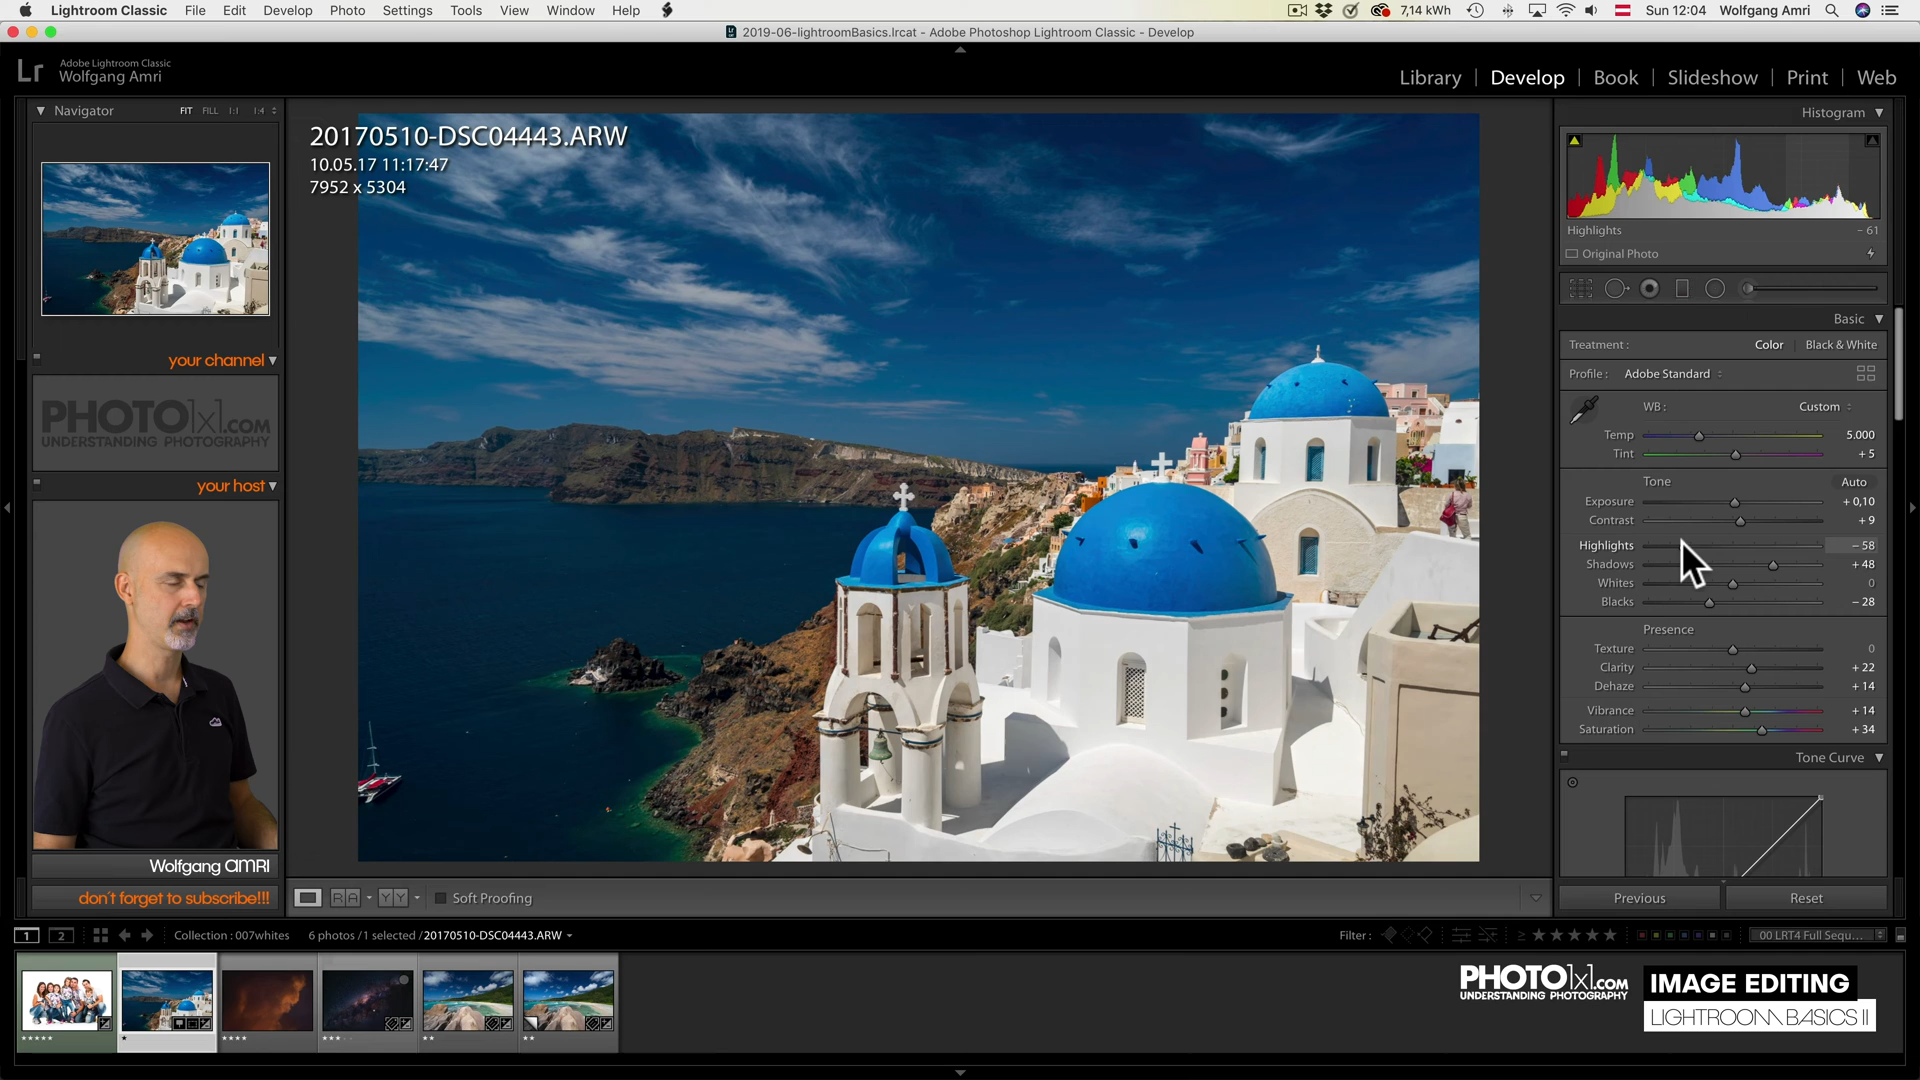 Lightroom Classic File Edit Develop Photo Settings Tools View Window Help
7,14 kWh Sun 12:04 Wolfgang Amri
2019-06-lightroomBasics.lrcat - Adobe Photoshop Lightroom Classic - Develop
Lr
Adobe Lightroom Classic
Wolfgang Amri
Library | Develop | Book | Slideshow | Print | Web
Navigator FIT FILL 1:1 1:4
your channel
PHOTO1x1.COM
UNDERSTANDING PHOTOGRAPHY
your host
Wolfgang AMRI
don´t forget to subscribe!!!
20170510-DSC04443.ARW
10.05.17 11:17:47
7952 x 5304
Histogram
Highlights – 61
Original Photo
Basic
Treatment : Color Black & White
Profile : Adobe Standard
WB : Custom
Temp 5.000
Tint + 5
Tone Auto
Exposure + 0,10
Contrast + 9
Highlights – 58
Shadows + 48
Whites 0
Blacks – 28
Presence
Texture 0
Clarity + 22
Dehaze + 14
Vibrance + 14
Saturation + 34
Tone Curve
Previous Reset
R A Y Y Soft Proofing
1 2 Collection : 007whites 6 photos / 1 selected / 20170510-DSC04443.ARW
Filter : ≥ ★★★★★ 00 LRT4 Full Sequ...
PHOTO1x1.COM
UNDERSTANDING PHOTOGRAPHY
IMAGE EDITING
LIGHTROOM BASICS II